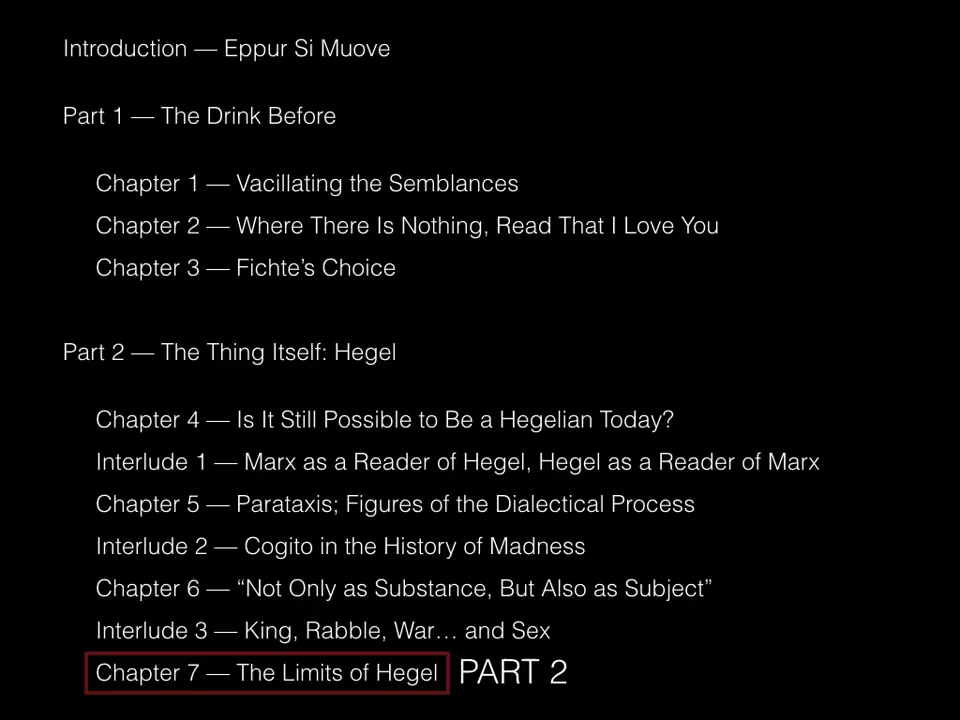 Introduction — Eppur Si Muove
Part 1 — The Drink Before
Chapter 1 — Vacillating the Semblances
Chapter 2 — Where There Is Nothing, Read That I Love You
Chapter 3 — Fichte’s Choice
Part 2 — The Thing Itself: Hegel
Chapter 4 — Is It Still Possible to Be a Hegelian Today?
Interlude 1 — Marx as a Reader of Hegel, Hegel as a Reader of Marx
Chapter 5 — Parataxis; Figures of the Dialectical Process
Interlude 2 — Cogito in the History of Madness
Chapter 6 — “Not Only as Substance, But Also as Subject”
Interlude 3 — King, Rabble, War… and Sex
Chapter 7 — The Limits of Hegel PART 2